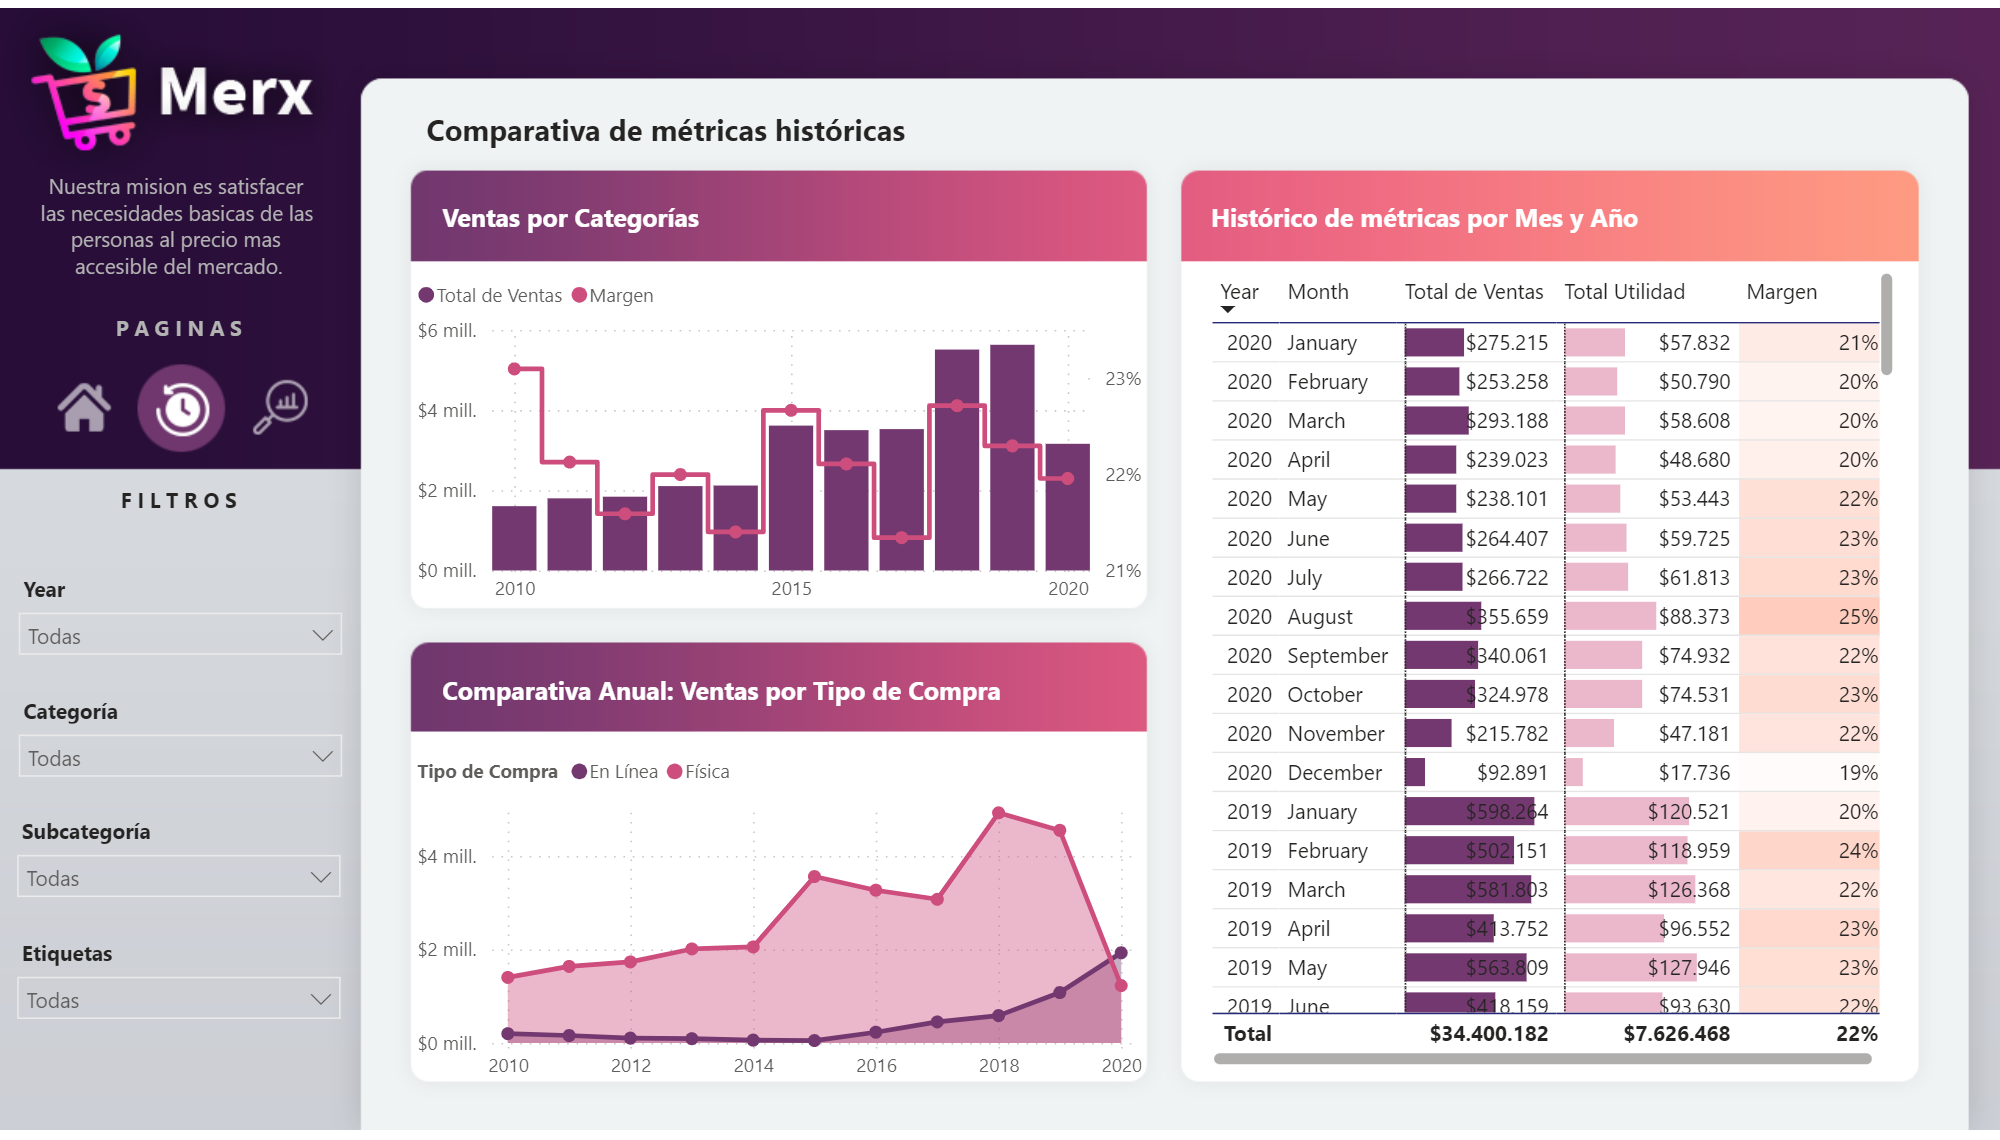 Merx
Nuestra mision es satisfacer
las necesidades basicas de las
personas al precio mas
accesible del mercado.
PAGINAS
FILTROS
Year
Todas
Categoría
Todas
Subcategoría
Todas
Etiquetas
Todas
Comparativa de métricas históricas
Ventas por Categorías
Total de Ventas Margen
$6 mill.
$4 mill.
$2 mill.
$0 mill.
23%
22%
21%
2010 2015 2020
Comparativa Anual: Ventas por Tipo de Compra
Tipo de Compra En Línea Física
$4 mill.
$2 mill.
$0 mill.
2010 2012 2014 2016 2018 2020
Histórico de métricas por Mes y Año
Year Month Total de Ventas Total Utilidad Margen
2020 January $275.215 $57.832 21%
2020 February $253.258 $50.790 20%
2020 March $293.188 $58.608 20%
2020 April $239.023 $48.680 20%
2020 May $238.101 $53.443 22%
2020 June $264.407 $59.725 23%
2020 July $266.722 $61.813 23%
2020 August $355.659 $88.373 25%
2020 September $340.061 $74.932 22%
2020 October $324.978 $74.531 23%
2020 November $215.782 $47.181 22%
2020 December $92.891 $17.736 19%
2019 January $598.264 $120.521 20%
2019 February $502.151 $118.959 24%
2019 March $581.803 $126.368 22%
2019 April $413.752 $96.552 23%
2019 May $563.809 $127.946 23%
2019 June $418.159 $93.630 22%
Total $34.400.182 $7.626.468 22%